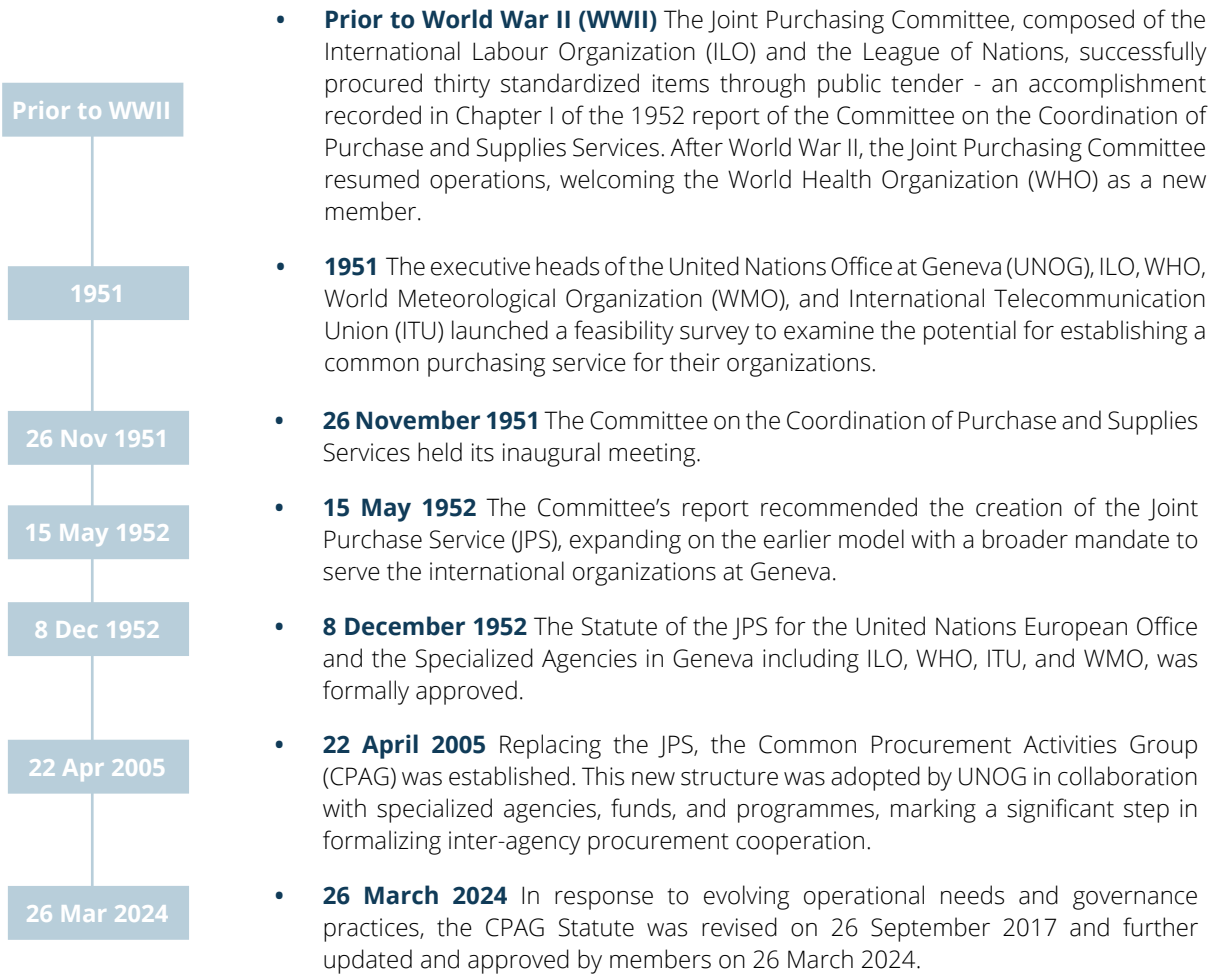 Prior to WWII
• Prior to World War II (WWII) The Joint Purchasing Committee, composed of the
International Labour Organization (ILO) and the League of Nations, successfully
procured thirty standardized items through public tender - an accomplishment
recorded in Chapter I of the 1952 report of the Committee on the Coordination of
Purchase and Supplies Services. After World War II, the Joint Purchasing Committee
resumed operations, welcoming the World Health Organization (WHO) as a new
member.
1951
• 1951 The executive heads of the United Nations Office at Geneva (UNOG), ILO, WHO,
World Meteorological Organization (WMO), and International Telecommunication
Union (ITU) launched a feasibility survey to examine the potential for establishing a
common purchasing service for their organizations.
26 Nov 1951
• 26 November 1951 The Committee on the Coordination of Purchase and Supplies
Services held its inaugural meeting.
15 May 1952
• 15 May 1952 The Committee’s report recommended the creation of the Joint
Purchase Service (JPS), expanding on the earlier model with a broader mandate to
serve the international organizations at Geneva.
8 Dec 1952
• 8 December 1952 The Statute of the JPS for the United Nations European Office
and the Specialized Agencies in Geneva including ILO, WHO, ITU, and WMO, was
formally approved.
22 Apr 2005
• 22 April 2005 Replacing the JPS, the Common Procurement Activities Group
(CPAG) was established. This new structure was adopted by UNOG in collaboration
with specialized agencies, funds, and programmes, marking a significant step in
formalizing inter-agency procurement cooperation.
26 Mar 2024
• 26 March 2024 In response to evolving operational needs and governance
practices, the CPAG Statute was revised on 26 September 2017 and further
updated and approved by members on 26 March 2024.